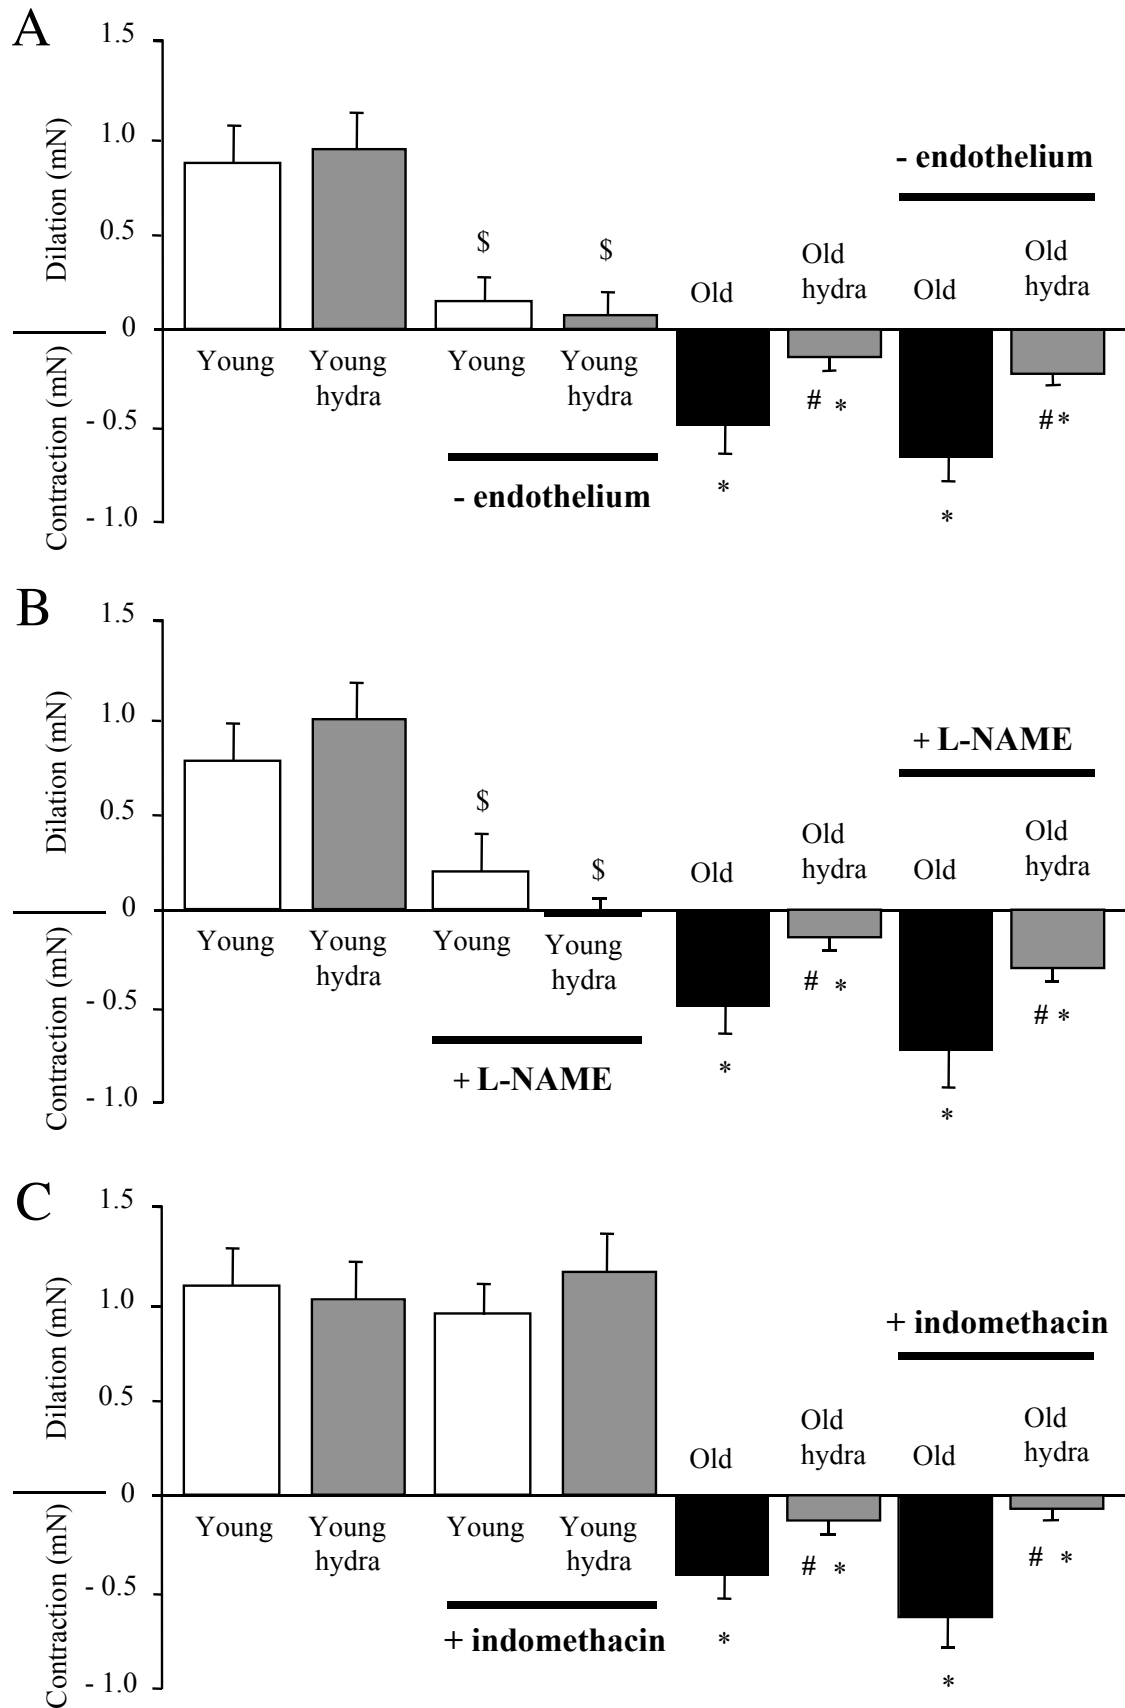 A
1.5
1.0
0.5
0
- 0.5
- 1.0
Dilation (mN)
Contraction (mN)
$
$
- endothelium
Old
Old
hydra
Old
Old
hydra
Young
Young
hydra
Young
Young
hydra
- endothelium
*
# *
*
# *
B
1.5
1.0
0.5
0
- 0.5
- 1.0
Dilation (mN)
Contraction (mN)
$
$
+ L-NAME
Old
Old
hydra
Old
Old
hydra
Young
Young
hydra
Young
Young
hydra
+ L-NAME
*
# *
*
# *
C
1.5
1.0
0.5
0
- 0.5
- 1.0
Dilation (mN)
Contraction (mN)
+ indomethacin
Old
Old
hydra
Old
Old
hydra
Young
Young
hydra
Young
Young
hydra
+ indomethacin
*
# *
*
# *